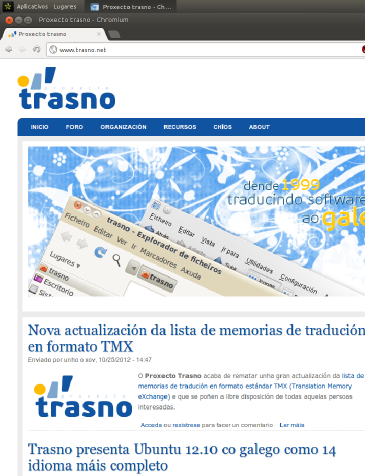 Aplicativos Lugares Proxecto trasno - Ch...
Proxecto trasno - Chromium
Proxecto trasno
www.trasno.net
proxecto
trasno
INICIO FORO ORGANIZACIÓN RECURSOS CHÍOS ABOUT
dende 1999
traducindo software
ao gale
trasno - Explorador de ficheiros
Ficheiro Editar Ver Ir Marcadores Axuda
Ficheiro Editar Vista Ir para Utilidades Configuración
Lugares
trasno
trasno
Escritorio
Nova actualización da lista de memorias de tradución
en formato TMX
Enviado por unho o xov, 10/25/2012 - 14:47
proxecto
trasno
O Proxecto Trasno acaba de rematar unha gran actualización da lista de
memorias de tradución en formato estándar TMX (Translation Memory
eXchange) e que se poñen a libre disposición de todas aquelas persoas
interesadas.
Acceda ou rexístrese para facer un comentario Ler máis
Trasno presenta Ubuntu 12.10 co galego como 14
idioma máis completo